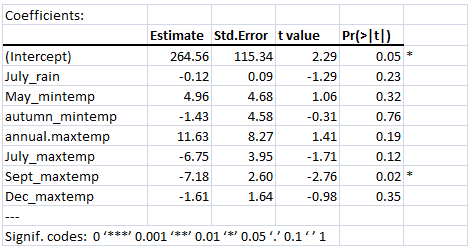 Coefficients:
Estimate Std.Error t value Pr(>|t|)
(Intercept) 264.56 115.34 2.29 0.05 *
July_rain -0.12 0.09 -1.29 0.23
May_mintemp 4.96 4.68 1.06 0.32
autumn_mintemp -1.43 4.58 -0.31 0.76
annual.maxtemp 11.63 8.27 1.41 0.19
July_maxtemp -6.75 3.95 -1.71 0.12
Sept_maxtemp -7.18 2.60 -2.76 0.02 *
Dec_maxtemp -1.61 1.64 -0.98 0.35
---
Signif. codes: 0 ‘***’ 0.001 ‘**’ 0.01 ‘*’ 0.05 ‘.’ 0.1 ‘ ’ 1